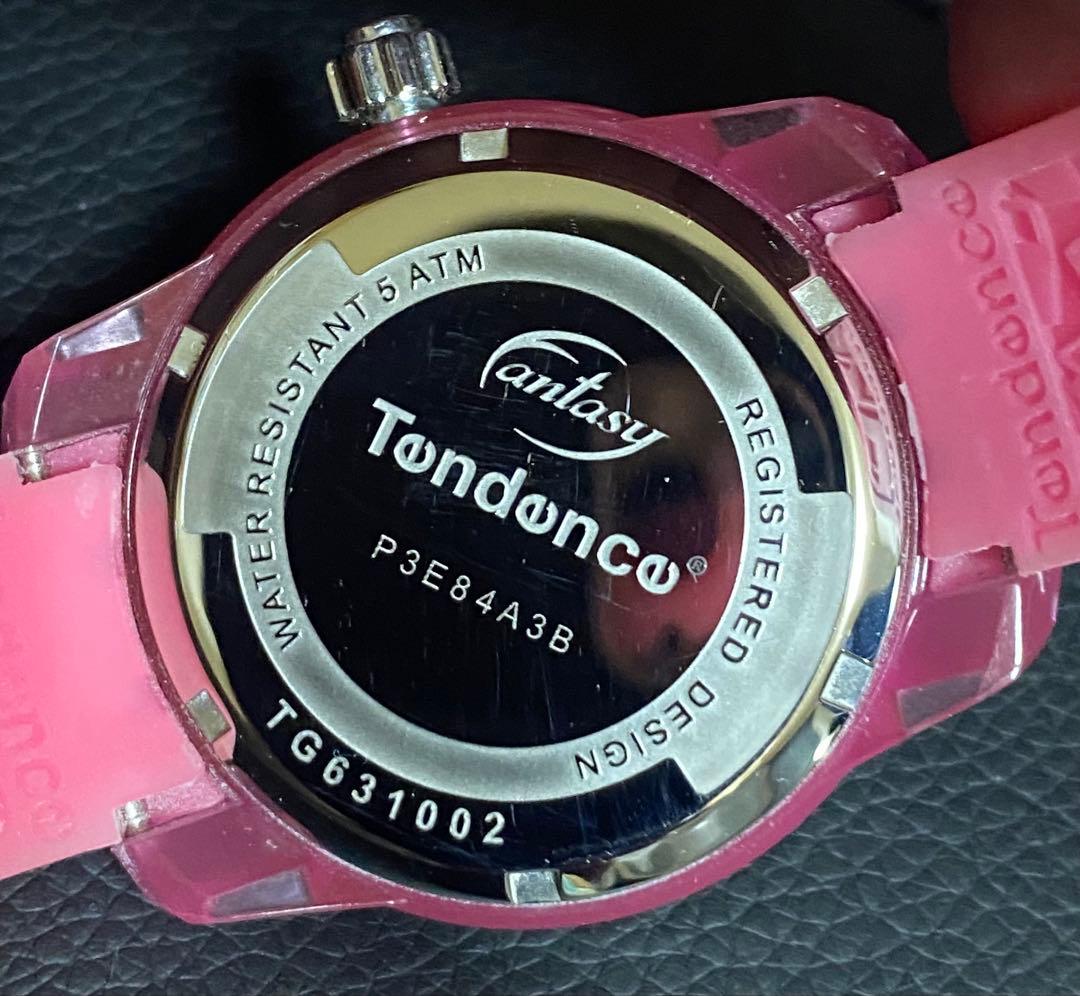 WATER RESISTANT 5 ATM
Fantasy
Tendence®
P3E84A3B
REGISTERED DESIGN
TG631002
Tendence